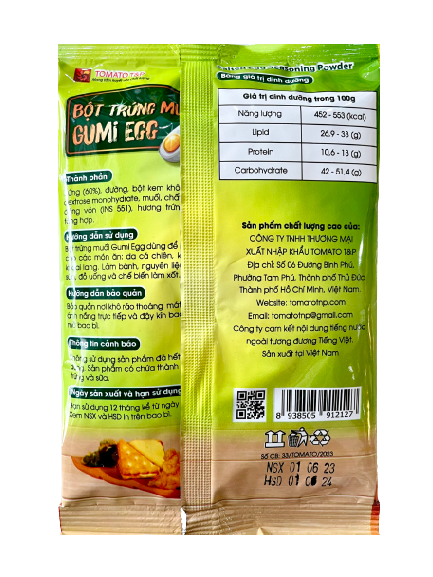 TOMATO T&P
BỘT TRỨNG MU
GUMI EGG
Thành phần
ứng (60%), đường, bột kem khô
dextrose monohydrate, muối, chấ
đông vón (INS 551), hương trứn
tổng hợp.
Hướng dẫn sử dụng
Bột trứng muối Gumi Egg dùng để
cho các món ăn: da cá chiên, k
khoai lang. Làm bánh, nguyên liệ
sữa, đồ uống và chế biến làm xốt.
Hướng dẫn bảo quản
Bảo quản nơi khô ráo thoáng mát
ánh nắng trực tiếp và đậy kín ba
lúc bao bì.
Thông tin cảnh báo
Không sử dụng sản phẩm đã hết
dụng. Sản phẩm có chứa thành
trứng và sữa.
Ngày sản xuất và hạn sử dụng
Hạn sử dụng 12 tháng kể từ ngày
Xem NSX và HSD in trên bao bì.
Seasoning Powder
Bảng giá trị dinh dưỡng
Giá trị dinh dưỡng trong 100g
Năng lượng 452 - 553 (kcal)
Lipid 26,9 - 33 (g)
Protein 10,6 - 13 (g)
Carbohydrate 42 - 51,4 (g)
Sản phẩm chất lượng cao của:
CÔNG TY TNHH THƯƠNG MẠI
XUẤT NHẬP KHẨU TOMATO T&P
Địa chỉ: Số 6 Đường Bình Phú,
Phường Tam Phú, Thành phố Thủ Đức
Thành phố Hồ Chí Minh, Việt Nam.
Website: tomatotnp.com
Email: tomatotnp@gmail.com
Công ty cam kết nội dung tiếng nước
ngoài tương đương Tiếng Việt.
Sản xuất tại Việt Nam
8 938505 912127
Số CB: 33/TOMATO/2023
NSX 01 06 23
HSD 01 06 24